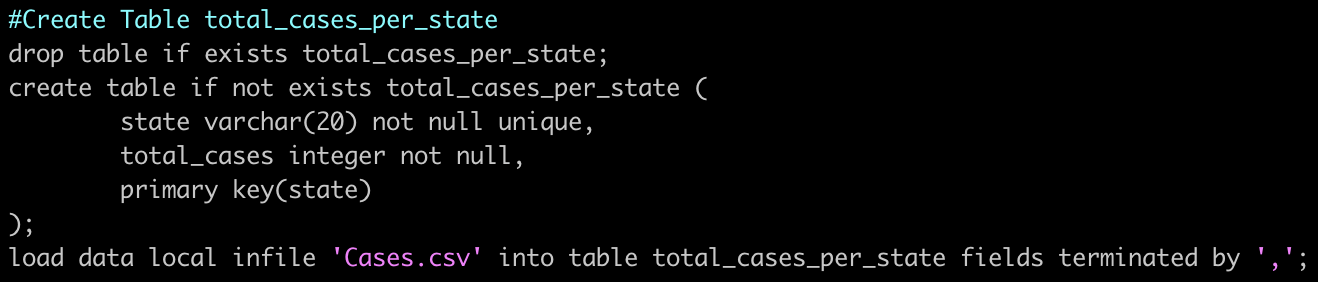 #Create Table total_cases_per_state
drop table if exists total_cases_per_state;
create table if not exists total_cases_per_state (
        state varchar(20) not null unique,
        total_cases integer not null,
        primary key(state)
);
load data local infile 'Cases.csv' into table total_cases_per_state fields terminated by ',';